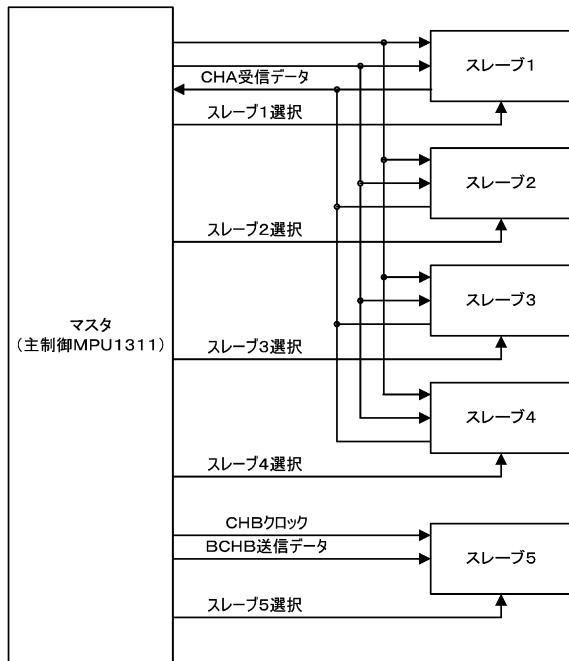 スレーブ1
CHA受信データ
スレーブ1選択
スレーブ2
スレーブ2選択
マスタ
(主制御MPU1311)
スレーブ3
スレーブ3選択
スレーブ4
スレーブ4選択
CHBクロック
BCHB送信データ
スレーブ5
スレーブ5選択